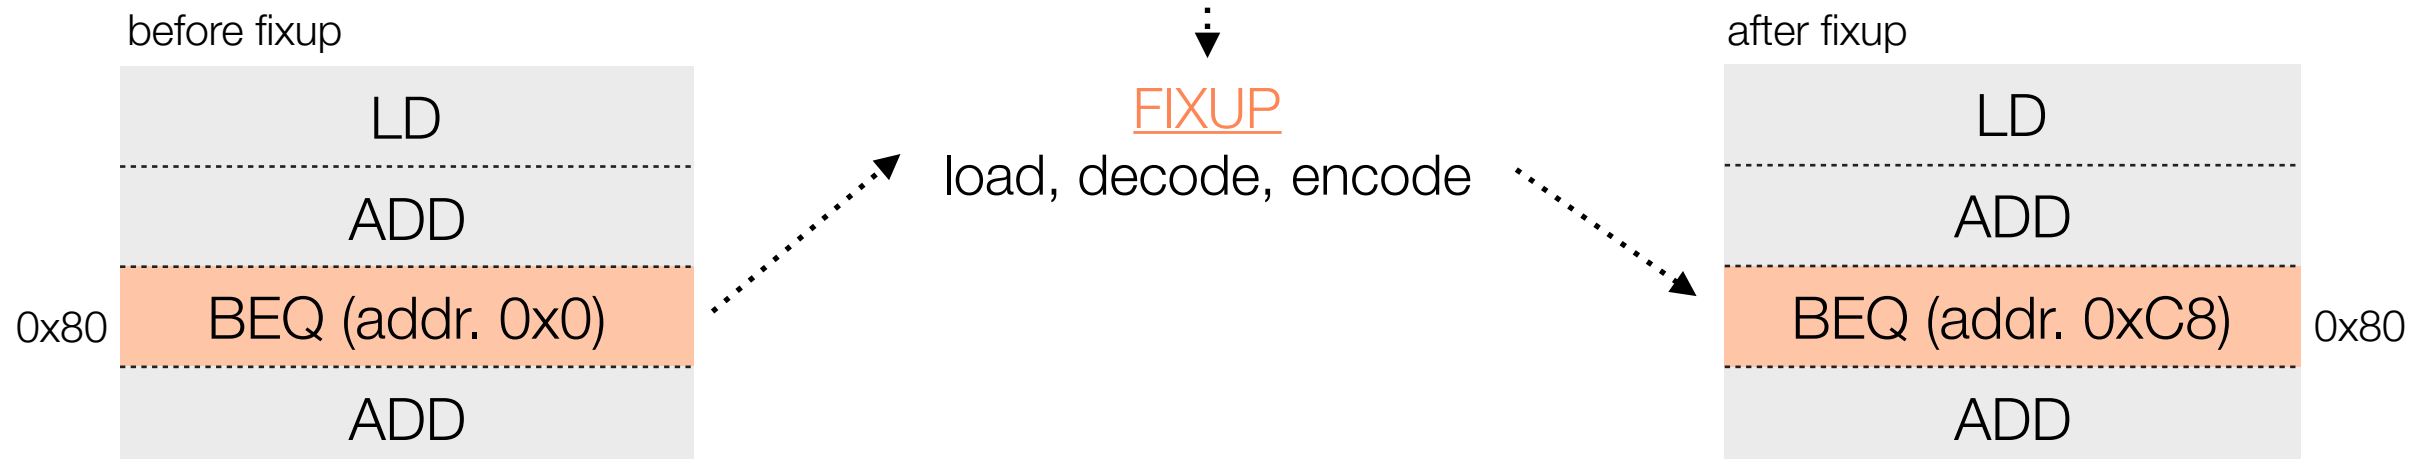 before fixup
LD
ADD
0x80
BEQ (addr. 0x0)
ADD
FIXUP
load, decode, encode
after fixup
LD
ADD
BEQ (addr. 0xC8)
0x80
ADD